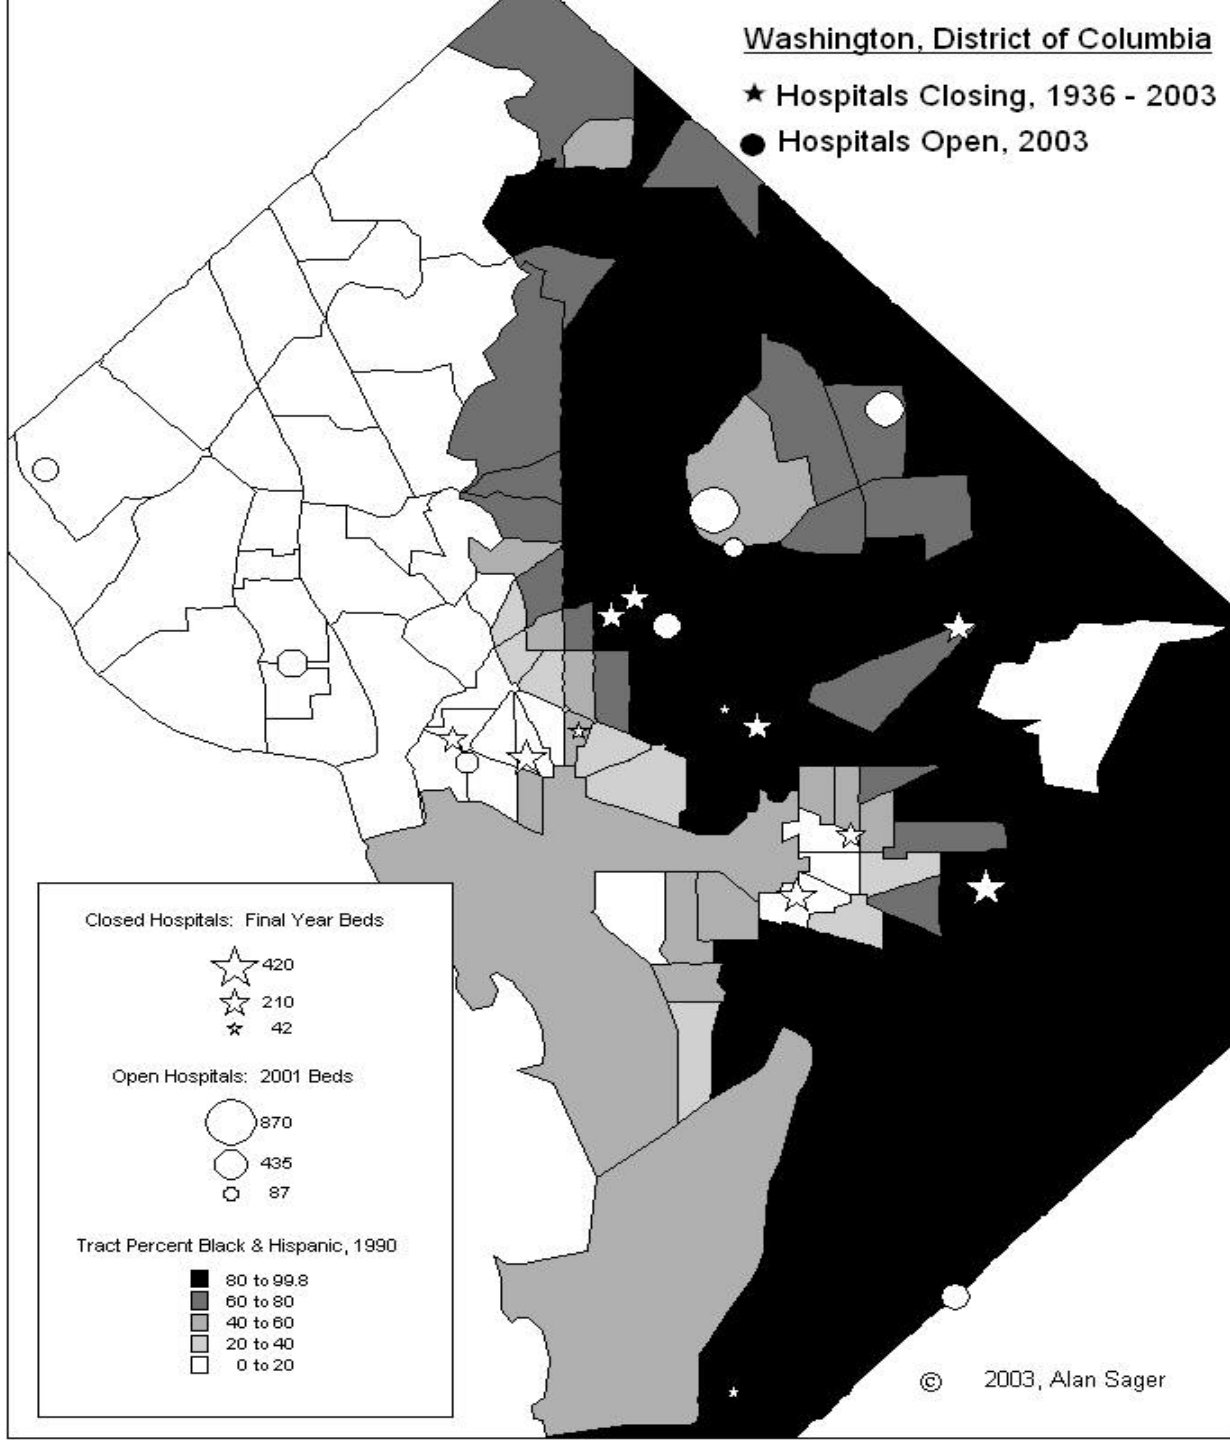 Washington, District of Columbia
★ Hospitals Closing, 1936 - 2003
● Hospitals Open, 2003
Closed Hospitals: Final Year Beds
420
210
42
Open Hospitals: 2001 Beds
870
435
87
Tract Percent Black & Hispanic, 1990
80 to 99.8
60 to 80
40 to 60
20 to 40
0 to 20
© 2003, Alan Sager